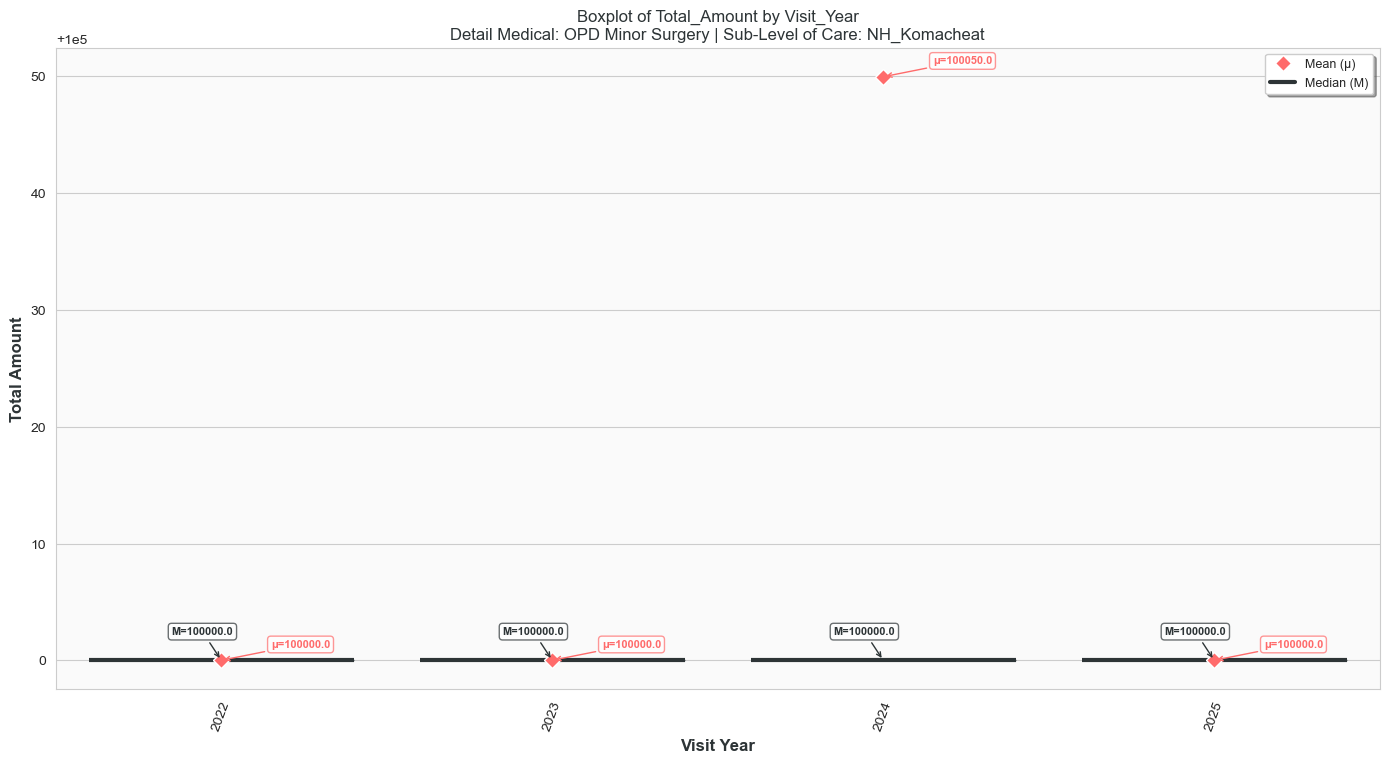 Boxplot of Total_Amount by Visit_Year
Detail Medical: OPD Minor Surgery | Sub-Level of Care: NH_Komacheat
+1e5
50
40
30
20
10
0
Total Amount
μ=100050.0
Mean (μ)
Median (M)
M=100000.0
μ=100000.0
M=100000.0
μ=100000.0
M=100000.0
M=100000.0
μ=100000.0
2022
2023
2024
2025
Visit Year